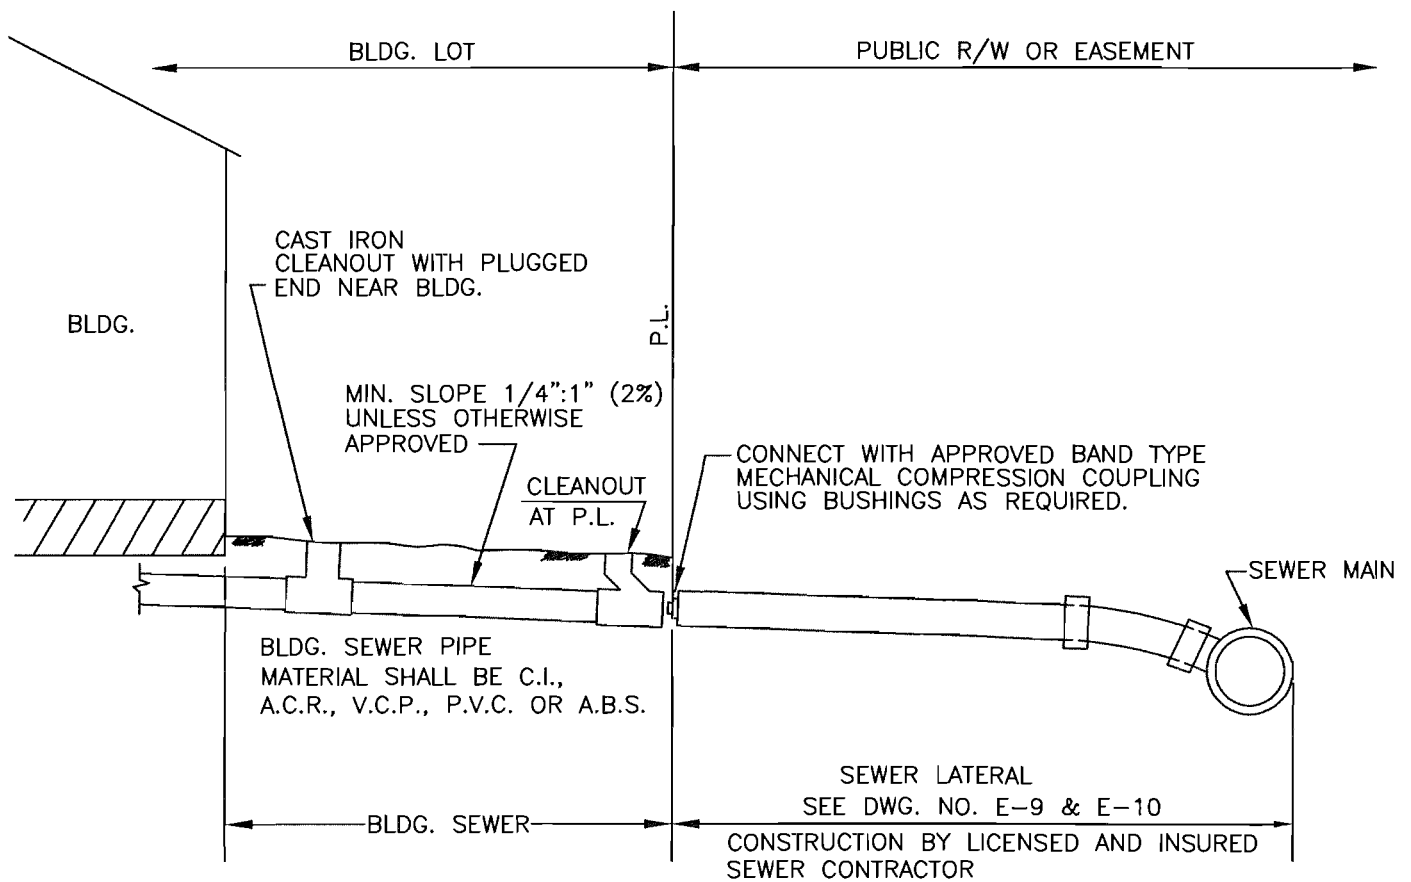 BLDG. LOT
PUBLIC R/W OR EASEMENT
CAST IRON
CLEANOUT WITH PLUGGED
END NEAR BLDG.
BLDG.
P.L.
MIN. SLOPE 1/4":1" (2%)
UNLESS OTHERWISE
APPROVED
CLEANOUT
AT P.L.
CONNECT WITH APPROVED BAND TYPE
MECHANICAL COMPRESSION COUPLING
USING BUSHINGS AS REQUIRED.
SEWER MAIN
BLDG. SEWER PIPE
MATERIAL SHALL BE C.I.,
A.C.R., V.C.P., P.V.C. OR A.B.S.
SEWER LATERAL
SEE DWG. NO. E-9 & E-10
BLDG. SEWER
CONSTRUCTION BY LICENSED AND INSURED
SEWER CONTRACTOR